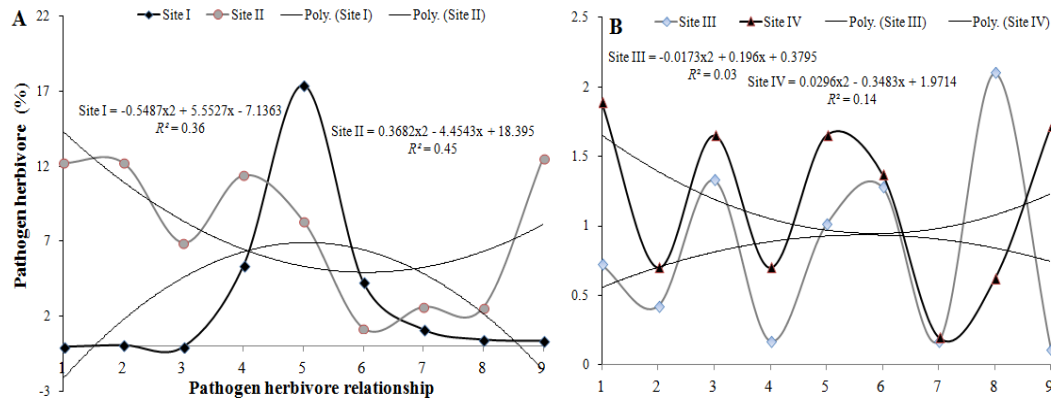 A
Site I
Site II
Poly. (Site I)
Poly. (Site II)
Pathogen herbivore (%)
22
17
12
7
2
-3
Site I = -0.5487x2 + 5.5527x - 7.1363
R² = 0.36
Site II = 0.3682x2 - 4.4543x + 18.395
R² = 0.45
1 2 3 4 5 6 7 8 9
Pathogen herbivore relationship
B
Site III
Site IV
Poly. (Site III)
Poly. (Site IV)
2.5
2
1.5
1
0.5
0
Site III = -0.0173x2 + 0.196x + 0.3795
R² = 0.03
Site IV = 0.0296x2 - 0.3483x + 1.9714
R² = 0.14
1 2 3 4 5 6 7 8 9